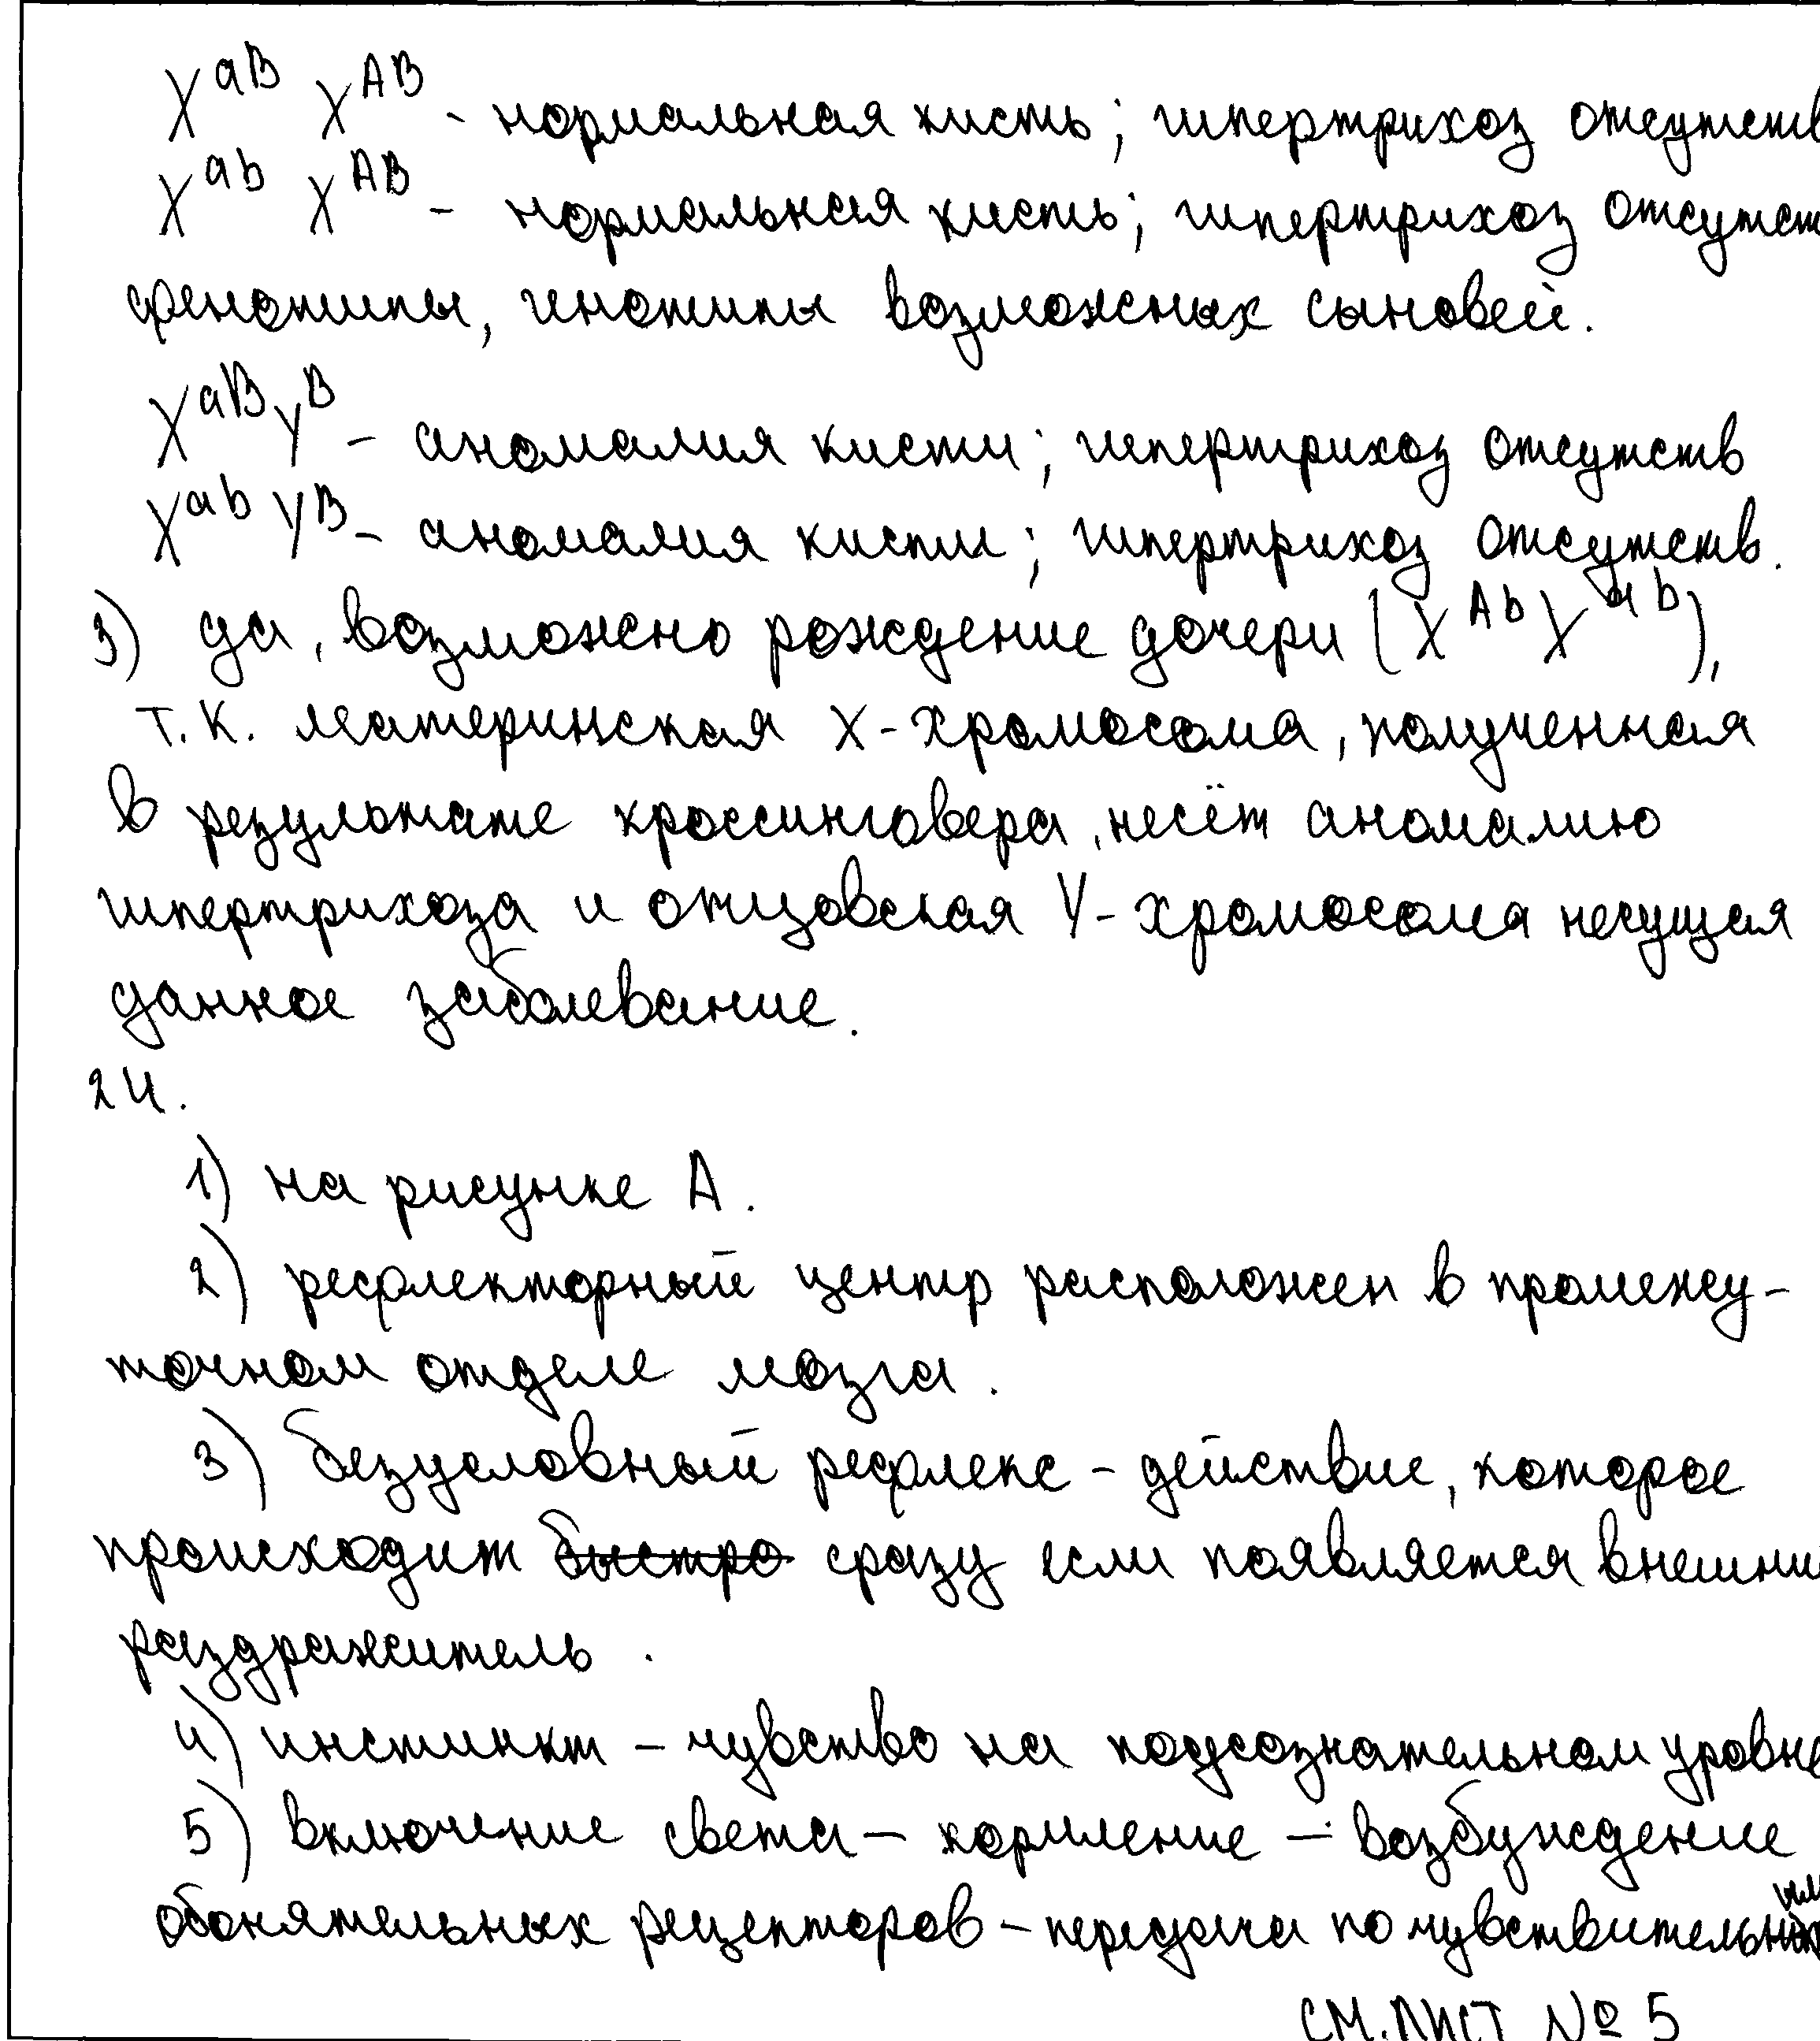 X^aB X^AB - нормальная кисть; гипертрихоз отсутств
X^ab X^AB - нормальная кисть; гипертрихоз отсутст
фенотипы, генотипы возможных сыновей.
X^aB Y^B - аномалия кисти; гипертрихоз отсутств
X^ab Y^B - аномалия кисти; гипертрихоз отсутств.
3) да, возможно рождение дочери (X^Ab X^ab),
т.к. материнская X-хромосома, полученная
в результате кроссинговера, несёт аномалию
гипертрихоза и отцовская Y-хромосома несущая
данное заболевание.
24.
1) на рисунке А.
2) рефлекторный центр расположен в промежу-
точном отделе мозга.
3) безусловный рефлекс - действие, которое
происходит быстро сразу если появляется внешний
раздражитель.
4) инстинкт - чувство на подсознательном уровне
5) включение света - кормление - возбуждение
обонятельных рецепторов - передача по чувствительным
СМ. ЛИСТ № 5